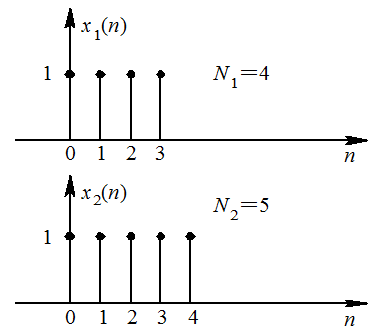 x₁(n)
1
N₁=4
0 1 2 3
n
x₂(n)
N₂=5
1
0 1 2 3 4
n